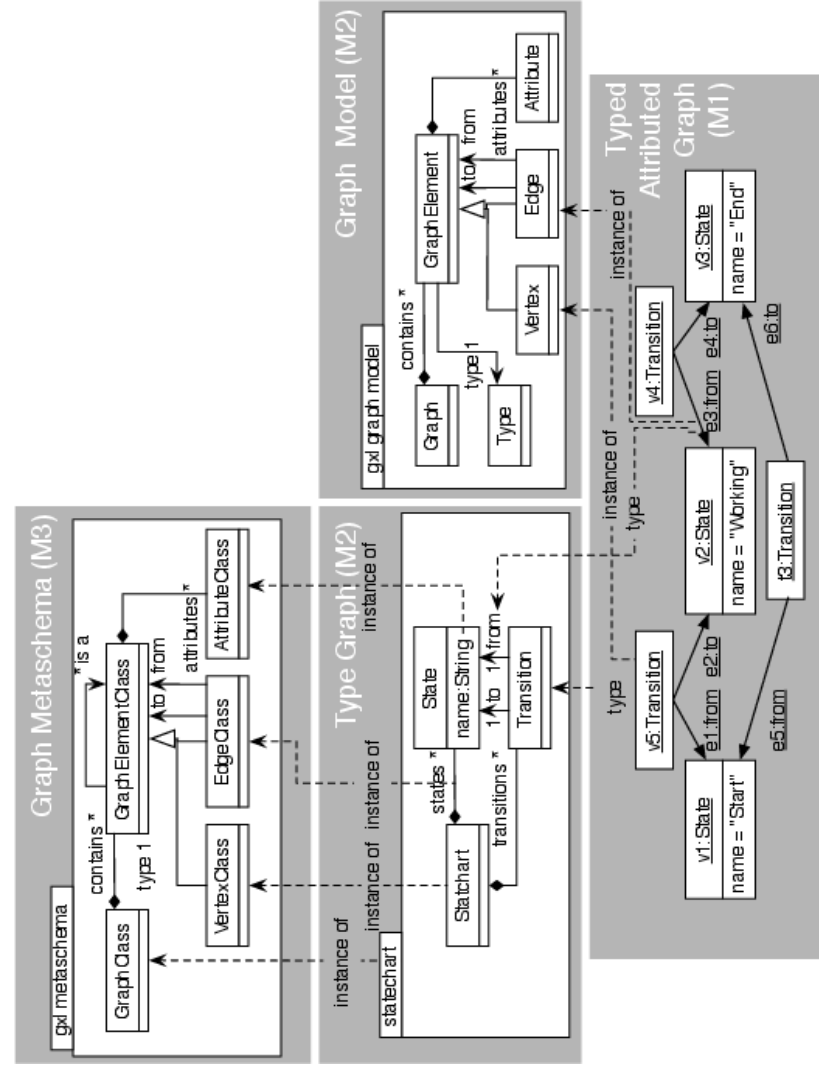 Graph Metaschema (M3)
gxl metaschema
GraphClass
contains *
type 1
GraphElementClass
* is a
to
from
attributes *
VertexClass
EdgeClass
AttributeClass
instance of
instance of
instance of
instance of
Type Graph (M2)
statechart
Statchart
states *
transitions *
State
name:String
1
to
1
from
Transition
Graph Model (M2)
gxl graph model
Graph
contains *
type 1
Type
GraphElement
to
from
attributes *
Vertex
Edge
Attribute
type
type
instance of
instance of
Typed
Attributed
Graph
(M1)
v5:Transition
v4:Transition
e1:from
e2:to
e3:from
e4:to
v1:State
name = "Start"
v2:State
name = "Working"
v3:State
name = "End"
e5:from
t3:Transition
e6:to